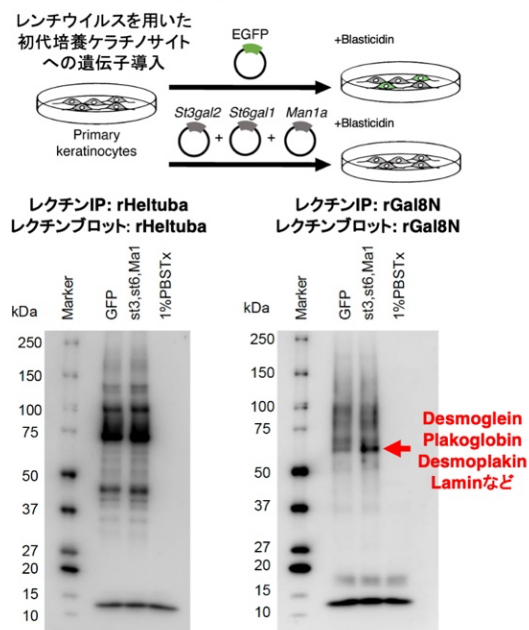 レンチウイルスを用いた
初代培養ケラチノサイト
への遺伝子導入
Primary
keratinocytes
EGFP
+Blasticidin
St3gal2 + St6gal1 + Man1a
+Blasticidin
レクチンIP: rHeltuba
レクチンブロット: rHeltuba
kDa
Marker
GFP
st3,st6,Ma1
1%PBSTx
250
150
100
75
50
37
27
20
15
10
レクチンIP: rGal8N
レクチンブロット: rGal8N
kDa
Marker
GFP
st3,st6,Ma1
1%PBSTx
250
150
100
75
50
37
27
20
15
10
Desmoglein
Plakoglobin
Desmoplakin
Laminなど